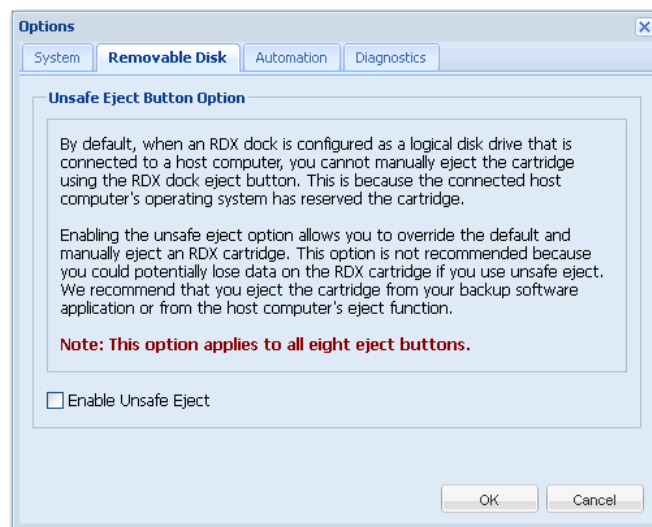 Options
System
Removable Disk
Automation
Diagnostics
Unsafe Eject Button Option
By default, when an RDX dock is configured as a logical disk drive that is
connected to a host computer, you cannot manually eject the cartridge
using the RDX dock eject button. This is because the connected host
computer's operating system has reserved the cartridge.
Enabling the unsafe eject option allows you to override the default and
manually eject an RDX cartridge. This option is not recommended because
you could potentially lose data on the RDX cartridge if you use unsafe eject.
We recommend that you eject the cartridge from your backup software
application or from the host computer's eject function.
Note: This option applies to all eight eject buttons.
Enable Unsafe Eject
OK
Cancel